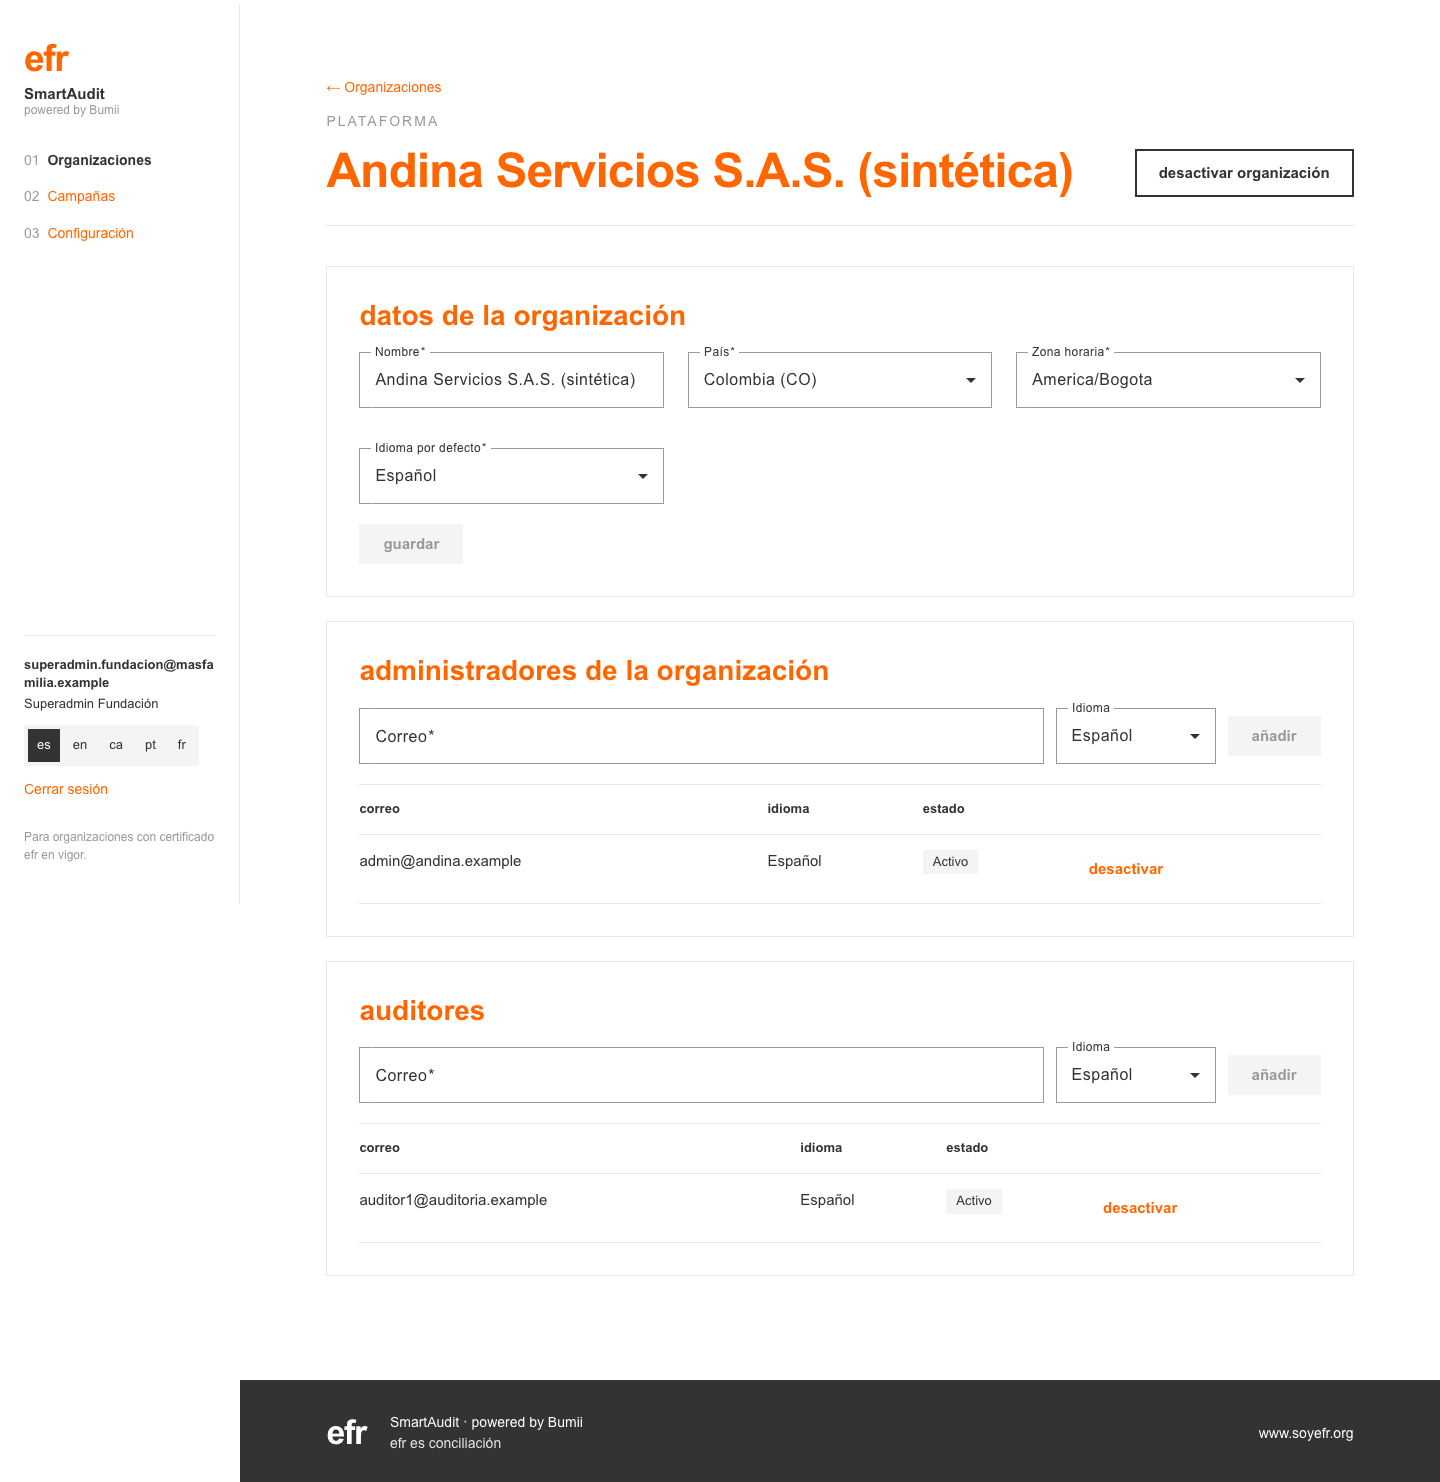 efr
SmartAudit
powered by Bumii
01 Organizaciones
02 Campañas
03 Configuración
superadmin.fundacion@masfa
milia.example
Superadmin Fundación
es en ca pt fr
Cerrar sesión
Para organizaciones con certificado
efr en vigor.
← Organizaciones
PLATAFORMA
Andina Servicios S.A.S. (sintética)
desactivar organización
datos de la organización
Nombre* País* Zona horaria*
Andina Servicios S.A.S. (sintética) Colombia (CO) America/Bogota
Idioma por defecto*
Español
guardar
administradores de la organización
Idioma
Correo* Español añadir
correo idioma estado
admin@andina.example Español Activo desactivar
auditores
Idioma
Correo* Español añadir
correo idioma estado
auditor1@auditoria.example Español Activo desactivar
efr
SmartAudit · powered by Bumii
efr es conciliación
www.soyefr.org